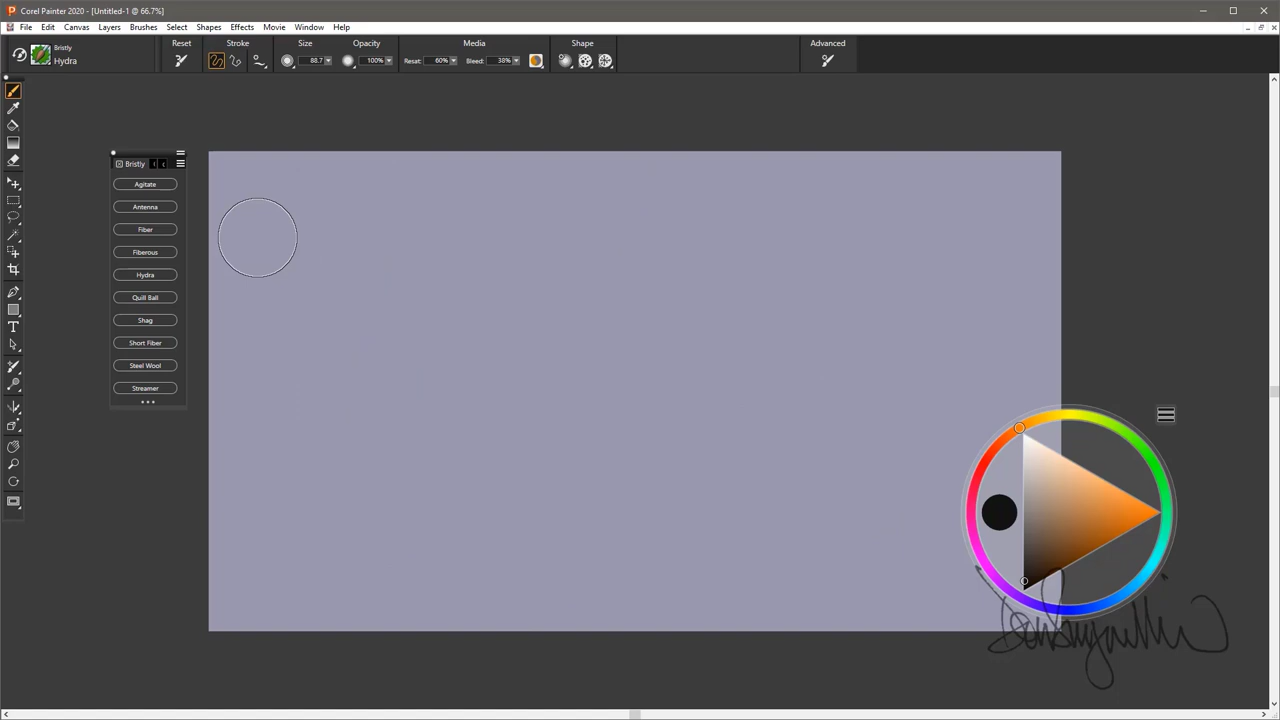 Corel Painter 2020 - [Untitled-1 @ 66.7%]
File Edit Canvas Layers Brushes Select Shapes Effects Movie Window Help
Bristly
Hydra
Reset Stroke Size Opacity Media Shape Advanced
88.7 100% Resat: 60% Bleed: 38%
Bristly
Agitate
Antenna
Fiber
Fiberous
Hydra
Quill Ball
Shag
Short Fiber
Steel Wool
Streamer